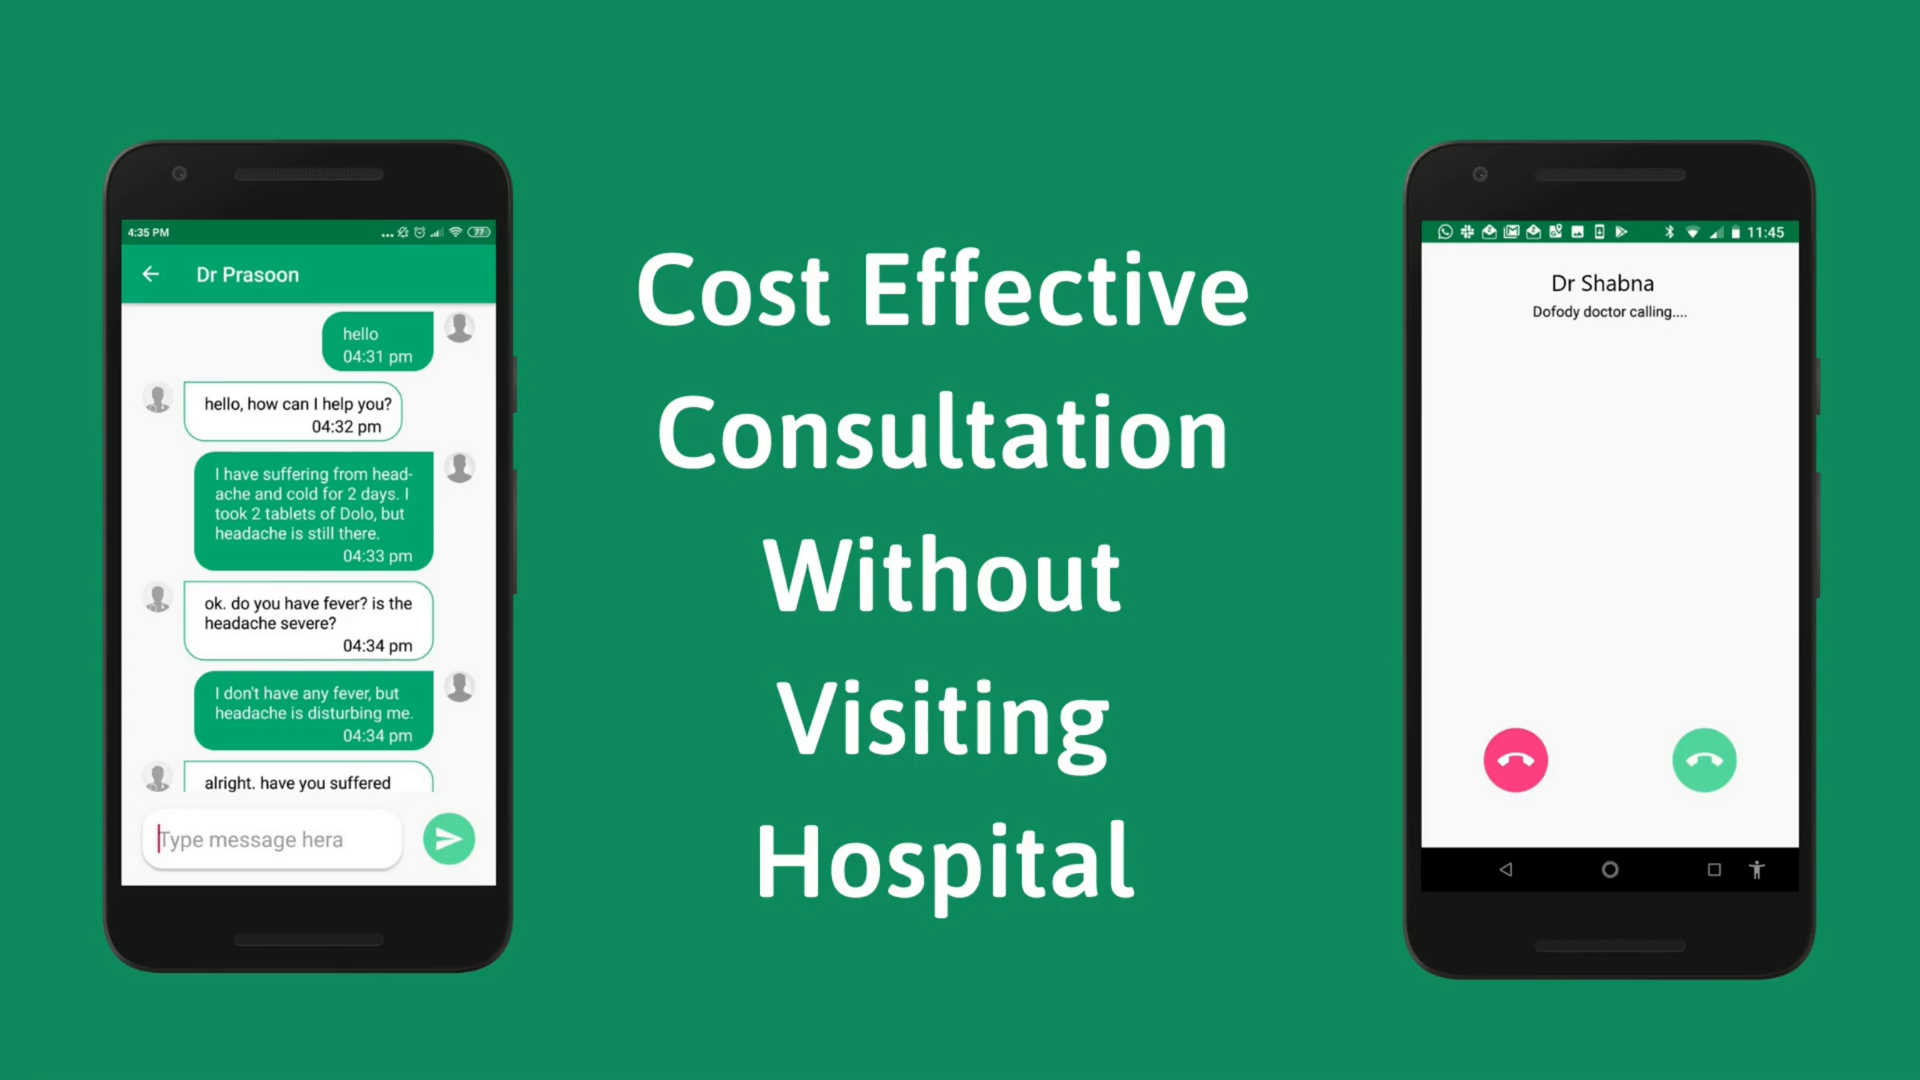 4:35 PM
77
Dr Prasoon
hello
04:31 pm
hello, how can I help you?
04:32 pm
I have suffering from head-
ache and cold for 2 days. I
took 2 tablets of Dolo, but
headache is still there.
04:33 pm
ok. do you have fever? is the
headache severe?
04:34 pm
I don't have any fever, but
headache is disturbing me.
04:34 pm
alright. have you suffered
Type message hera
Cost Effective
Consultation
Without
Visiting
Hospital
11:45
Dr Shabna
Dofody doctor calling....